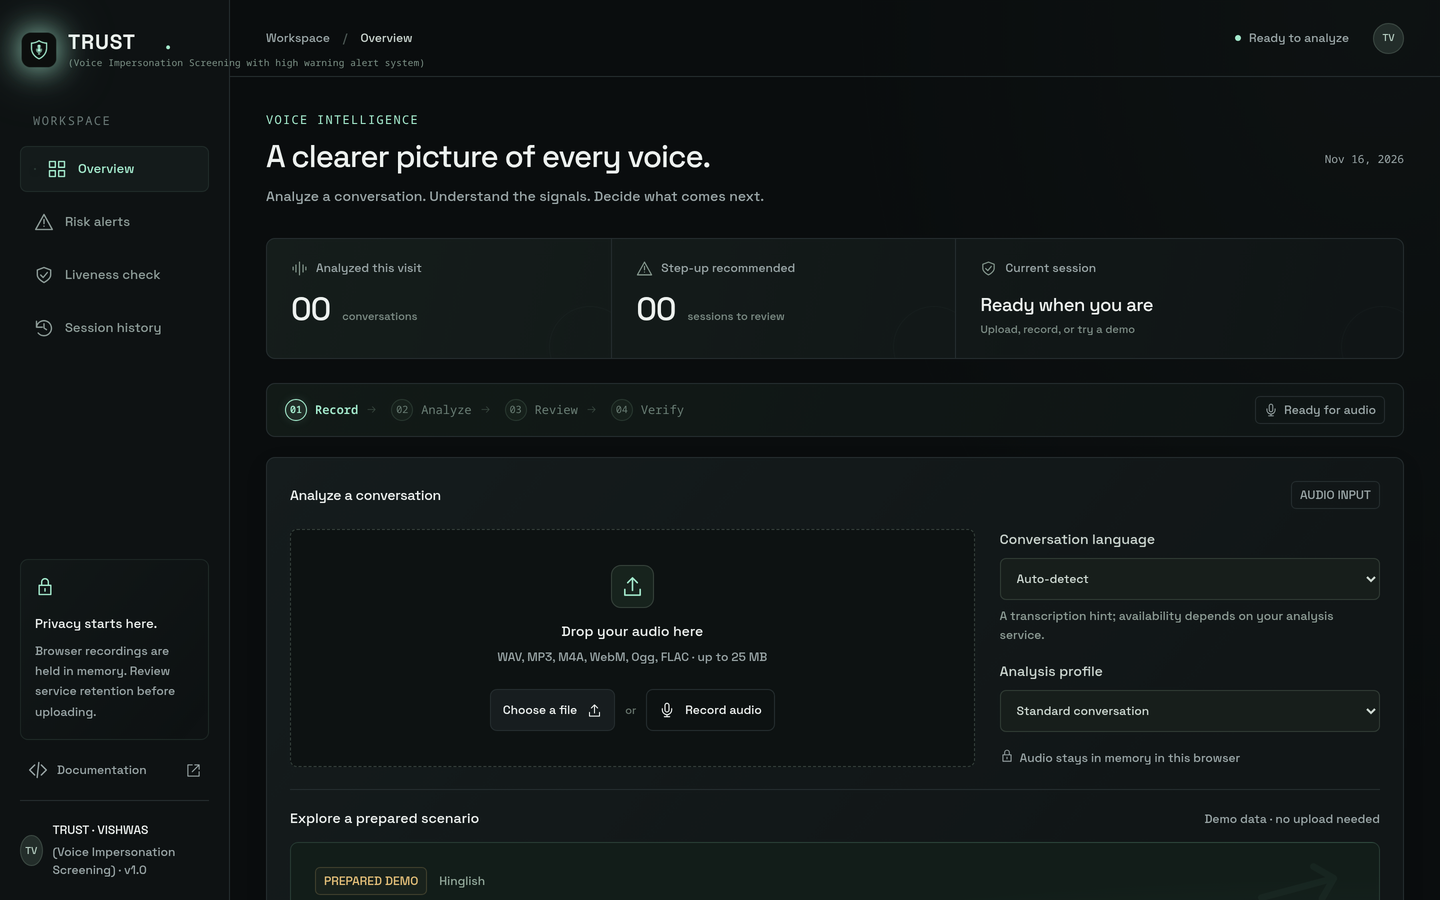 TRUST
(Voice Impersonation Screening with high warning alert system)
WORKSPACE
Overview
Risk alerts
Liveness check
Session history
Privacy starts here.
Browser recordings are
held in memory. Review
service retention before
uploading.
Documentation
TV
TRUST · VISHWAS
(Voice Impersonation
Screening) · v1.0
Workspace / Overview
Ready to analyze
TV
VOICE INTELLIGENCE
A clearer picture of every voice.
Nov 16, 2026
Analyze a conversation. Understand the signals. Decide what comes next.
Analyzed this visit
00 conversations
Step-up recommended
00 sessions to review
Current session
Ready when you are
Upload, record, or try a demo
01 Record → 02 Analyze → 03 Review → 04 Verify
Ready for audio
Analyze a conversation
AUDIO INPUT
Drop your audio here
WAV, MP3, M4A, WebM, Ogg, FLAC · up to 25 MB
Choose a file or Record audio
Conversation language
Auto-detect
A transcription hint; availability depends on your analysis
service.
Analysis profile
Standard conversation
Audio stays in memory in this browser
Explore a prepared scenario
Demo data · no upload needed
PREPARED DEMO Hinglish